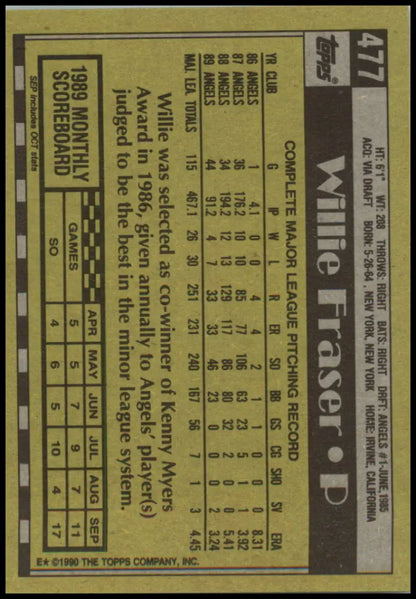 477
Topps
Willie Fraser • P
HT: 6'1" WT: 208 THROWS: RIGHT BATS: RIGHT DRFT: ANGELS #1-JUNE, 1985
ACQ: VIA DRAFT BORN: 5-26-64, NEW YORK, NEW YORK HOME: IRVINE, CALIFORNIA
COMPLETE MAJOR LEAGUE PITCHING RECORD
YR CLUB G IP W L R ER SO BB GS CG SHO SV ERA
86 ANGELS 1 4.1 0 0 4 4 2 1 1 0 0 0 8.31
87 ANGELS 36 176.2 10 10 85 77 106 63 23 5 1 1 3.92
88 ANGELS 34 194.2 12 13 129 117 86 80 32 2 0 0 5.41
89 ANGELS 44 91.2 4 7 33 33 46 23 0 0 0 2 3.24
MAJ. LEA. TOTALS 115 467.1 26 30 251 231 240 167 56 7 1 3 4.45
Willie was selected as co-winner of Kenny Myers
Award in 1986, given annually to Angels' player(s)
judged to be the best in the minor league system.
1989 MONTHLY
SCOREBOARD
APR MAY JUN JUL AUG SEP
GAMES 5 5 7 9 7 11
SO 4 6 5 10 4 17
SEP includes OCT stats
E* ©1990 THE TOPPS COMPANY, INC.